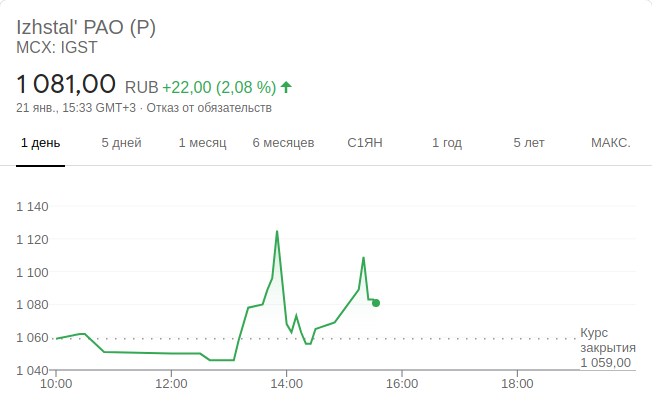 Izhstal' PAO (P)
MCX: IGST
1 081,00 RUB +22,00 (2,08 %)
21 янв., 15:33 GMT+3 · Отказ от обязательств
1 день 5 дней 1 месяц 6 месяцев С1ЯН 1 год 5 лет МАКС.
1 140
1 120
1 100
1 080
1 060
1 040
Курс
закрытия
1 059,00
10:00 12:00 14:00 16:00 18:00